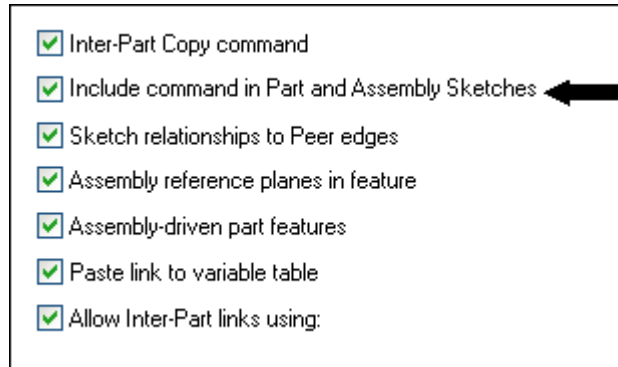 Inter-Part Copy command
Include command in Part and Assembly Sketches
Sketch relationships to Peer edges
Assembly reference planes in feature
Assembly-driven part features
Paste link to variable table
Allow Inter-Part links using: